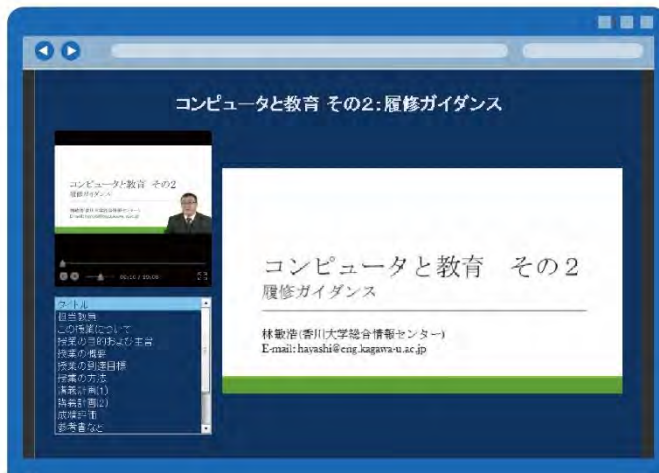 コンピュータと教育 その2:履修ガイダンス
コンピュータと教育 その2
履修ガイダンス
タイトル
担当教員
この授業について
授業の目的および主旨
授業の概要
授業の到達目標
授業の方法
講義計画(1)
講義計画(2)
成績評価
参考書など
コンピュータと教育 その2
履修ガイダンス
林敏浩(香川大学総合情報センター)
E-mail: hayashi@eng.kagawa-u.ac.jp